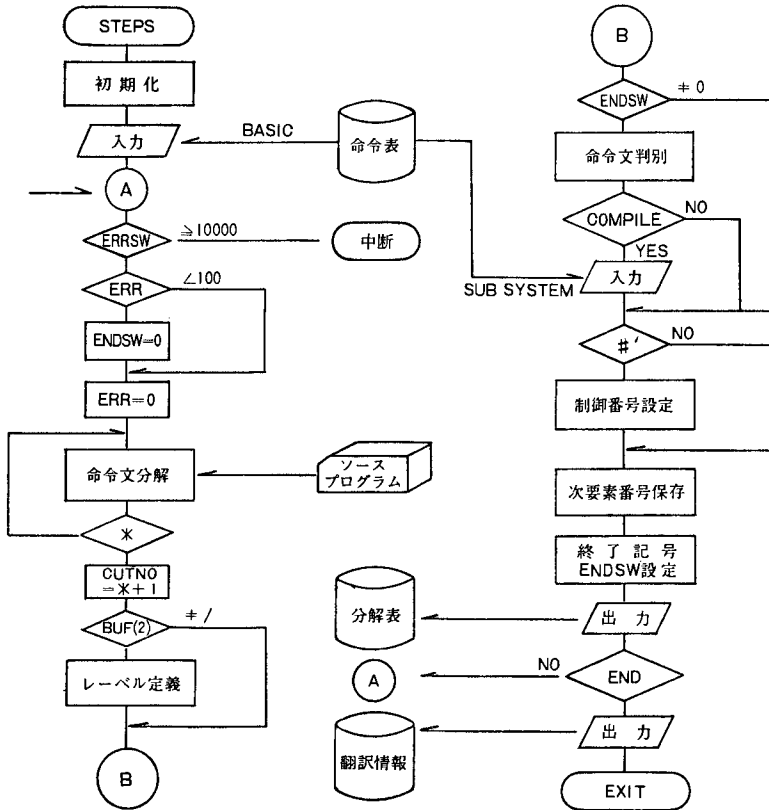 STEPS
初期化
入力
BASIC
命令表
A
ERRSW
≧10000
中断
ERR
∠100
ENDSW=0
ERR=0
命令文分解
ソース
プログラム
*
CUTNO
=*+1
BUF(2)
≠/
レーベル定義
B
B
ENDSW
≠0
命令文判別
COMPILE
NO
YES
SUB SYSTEM
入力
#'
NO
制御番号設定
次要素番号保存
終了記号
ENDSW設定
出力
分解表
END
NO
A
出力
翻訳情報
EXIT